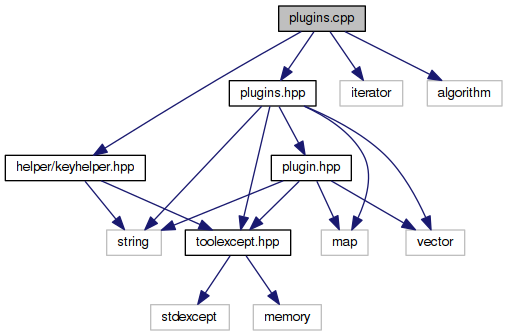 plugins.cpp
plugins.hpp
iterator
algorithm
helper/keyhelper.hpp
plugin.hpp
string
toolexcept.hpp
map
vector
stdexcept
memory